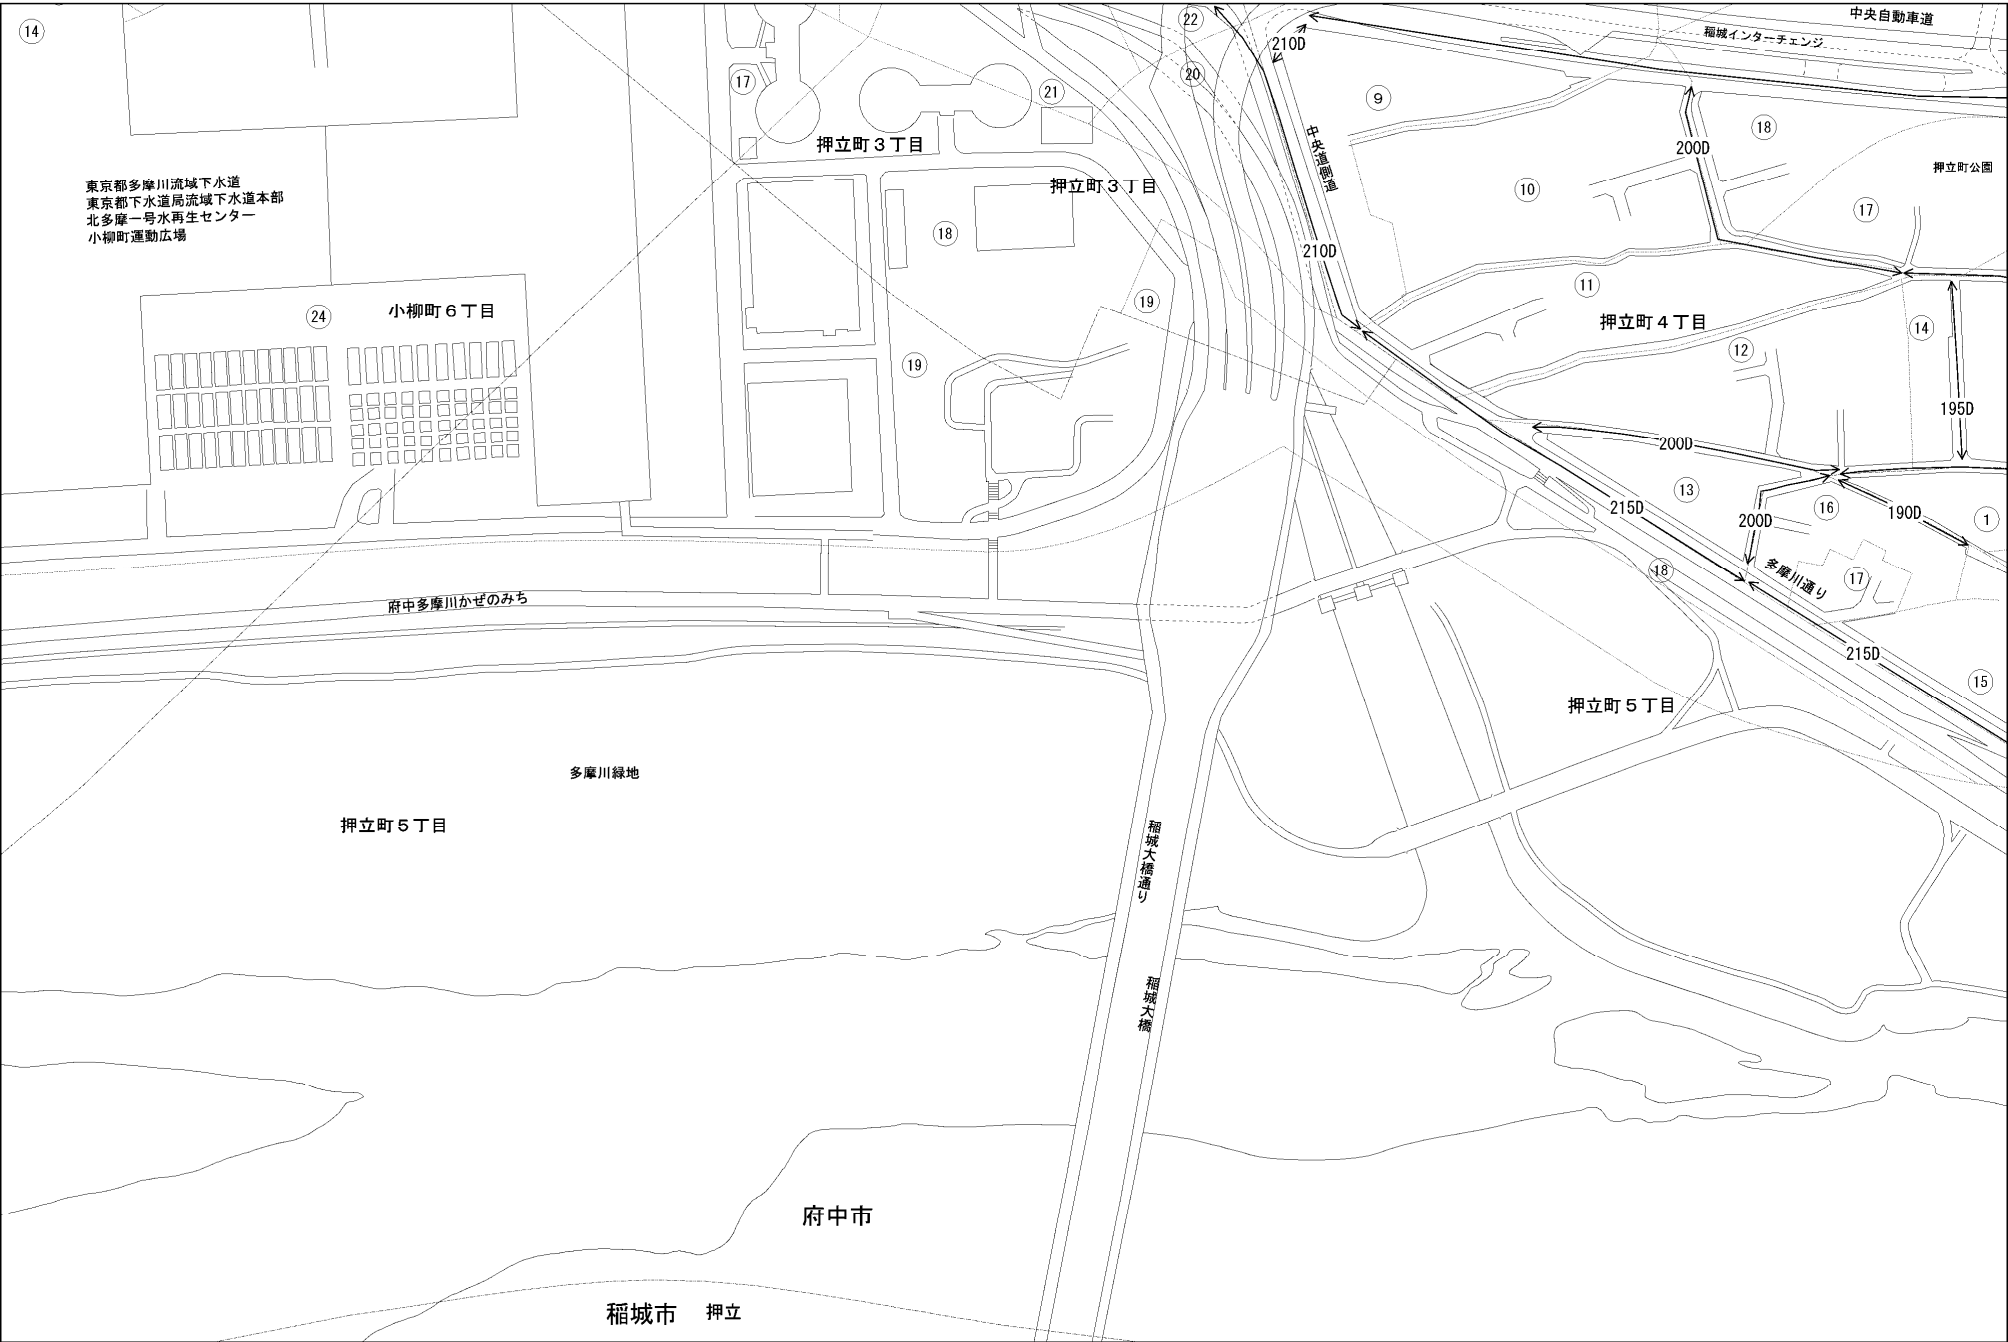 14
22
中央自動車道
稲城インターチェンジ
210D
20
17
21
9
18
押立町３丁目
中央道側道
200D
押立町公園
東京都多摩川流域下水道
東京都下水道局流域下水道本部
北多摩一号水再生センター
小柳町運動広場
押立町３丁目
10
17
18
210D
11
24
小柳町６丁目
19
押立町４丁目
14
12
19
195D
200D
13
215D
16
190D
1
200D
18
多摩川通り
17
府中多摩川かぜのみち
215D
15
押立町５丁目
多摩川緑地
押立町５丁目
稲城大橋通り
稲城大橋
府中市
稲城市
押立